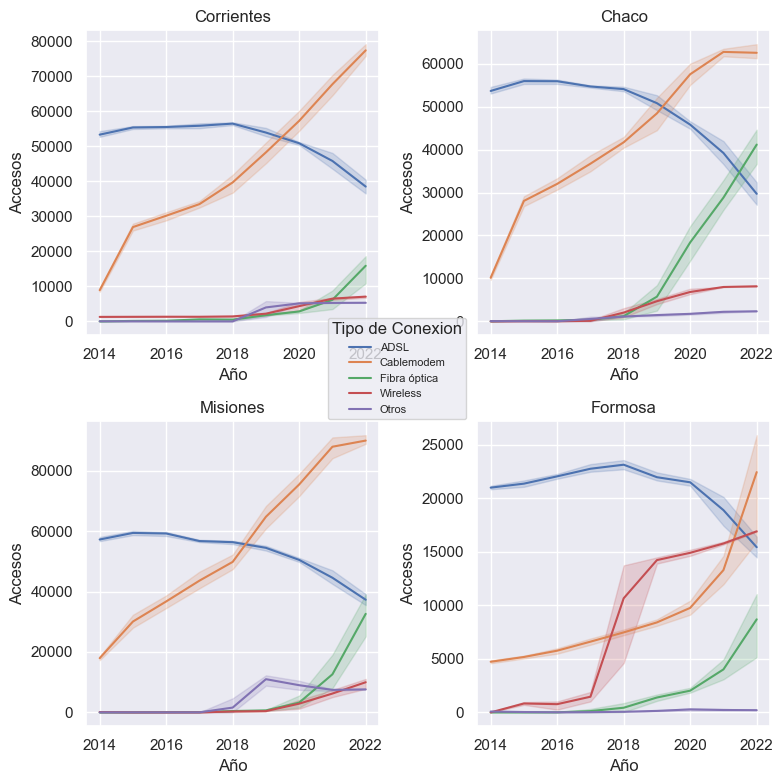 Corrientes
80000
70000
60000
50000
40000
30000
20000
10000
0
Accesos
2014 2016 2018 2020 2022
Año
Chaco
60000
50000
40000
30000
20000
10000
0
Accesos
2014 2016 2018 2020 2022
Año
Tipo de Conexion
ADSL
Cablemodem
Fibra óptica
Wireless
Otros
Misiones
80000
60000
40000
20000
0
Accesos
2014 2016 2018 2020 2022
Año
Formosa
25000
20000
15000
10000
5000
0
Accesos
2014 2016 2018 2020 2022
Año